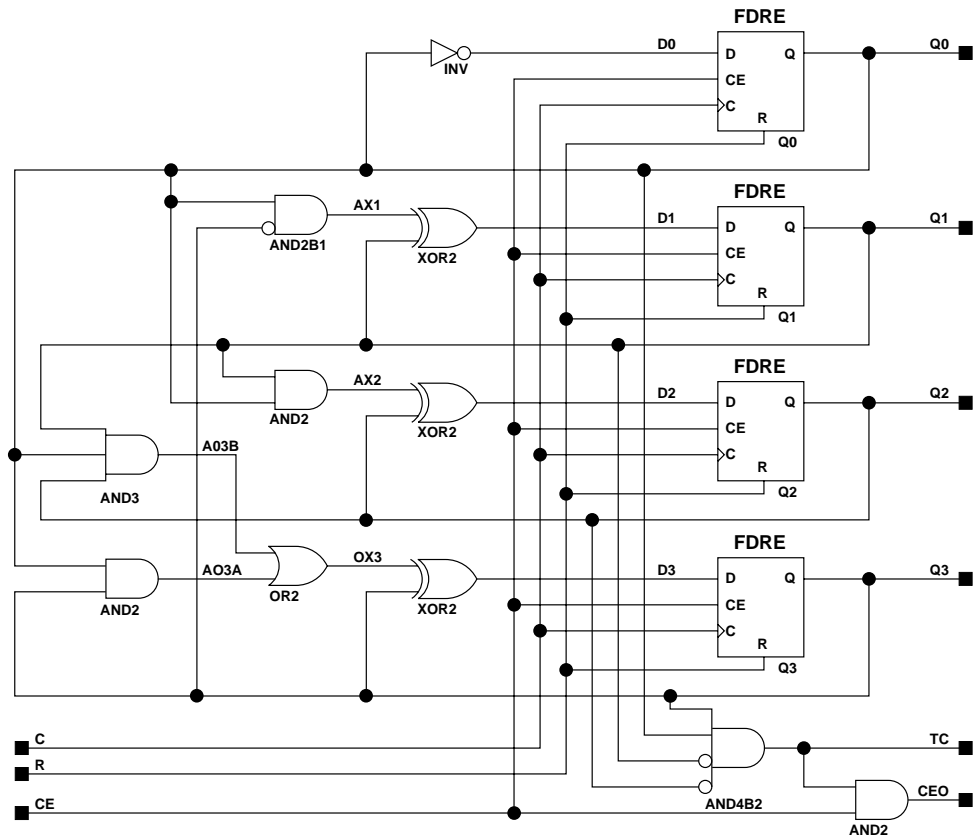 FDRE
D0
Q0
D
Q
INV
CE
C
R
Q0
FDRE
AX1
D1
Q1
D
Q
AND2B1
XOR2
CE
C
R
Q1
FDRE
AX2
D2
Q2
D
Q
AND2
XOR2
CE
C
R
Q2
A03B
AND3
FDRE
AO3A
OX3
D3
Q3
D
Q
AND2
OR2
XOR2
CE
C
R
Q3
C
TC
R
CE
CEO
AND4B2
AND2